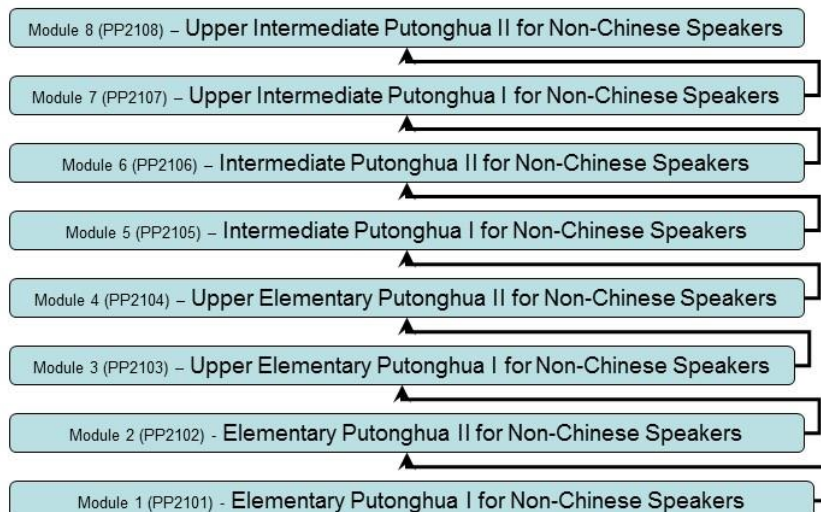 Module 8 (PP2108) – Upper Intermediate Putonghua II for Non-Chinese Speakers
Module 7 (PP2107) – Upper Intermediate Putonghua I for Non-Chinese Speakers
Module 6 (PP2106) – Intermediate Putonghua II for Non-Chinese Speakers
Module 5 (PP2105) – Intermediate Putonghua I for Non-Chinese Speakers
Module 4 (PP2104) – Upper Elementary Putonghua II for Non-Chinese Speakers
Module 3 (PP2103) – Upper Elementary Putonghua I for Non-Chinese Speakers
Module 2 (PP2102) - Elementary Putonghua II for Non-Chinese Speakers
Module 1 (PP2101) - Elementary Putonghua I for Non-Chinese Speakers